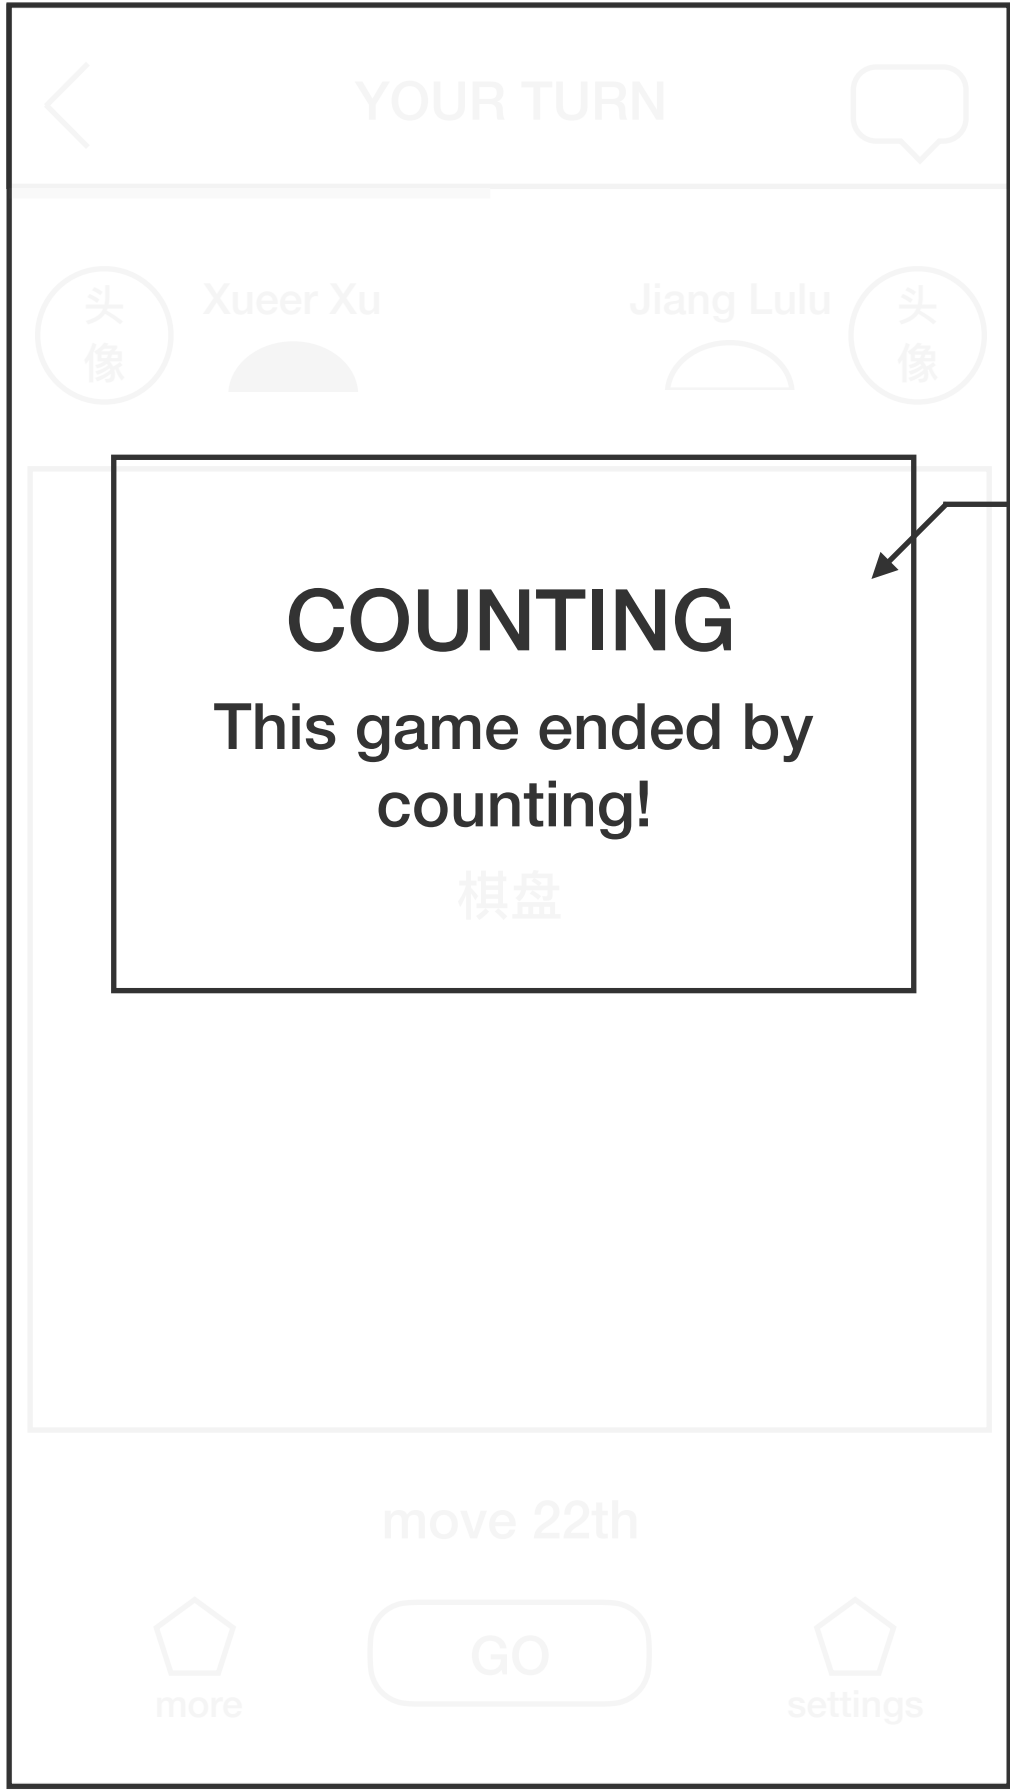 YOUR TURN
头
像
Xueer Xu
Jiang Lulu
头
像
COUNTING
This game ended by
counting!
棋盘
move 22th
GO
more
settings